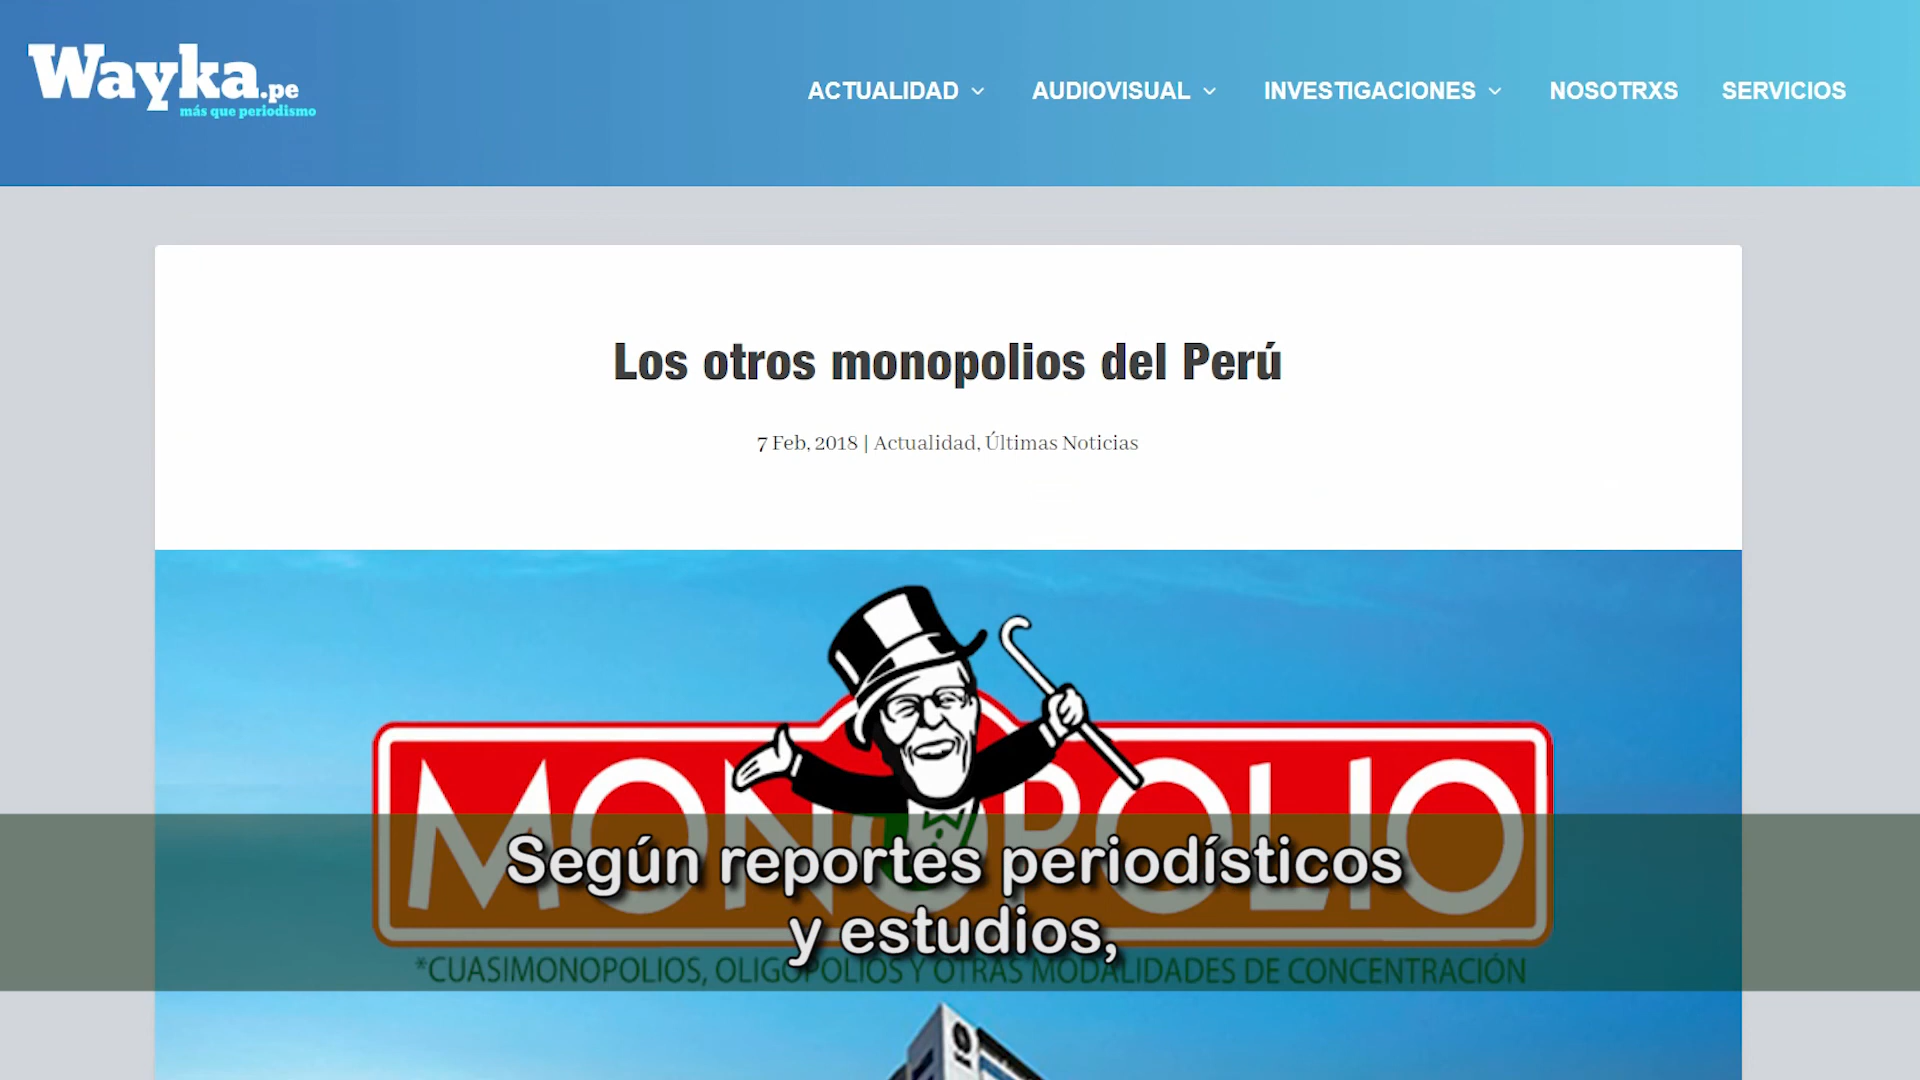 Wayka.pe
más que periodismo
ACTUALIDAD
AUDIOVISUAL
INVESTIGACIONES
NOSOTRXS
SERVICIOS
Los otros monopolios del Perú
7 Feb, 2018 | Actualidad, Últimas Noticias
MONOPOLIO
Según reportes periodísticos
y estudios,
*CUASIMONOPOLIOS, OLIGOPOLIOS Y OTRAS MODALIDADES DE CONCENTRACIÓN